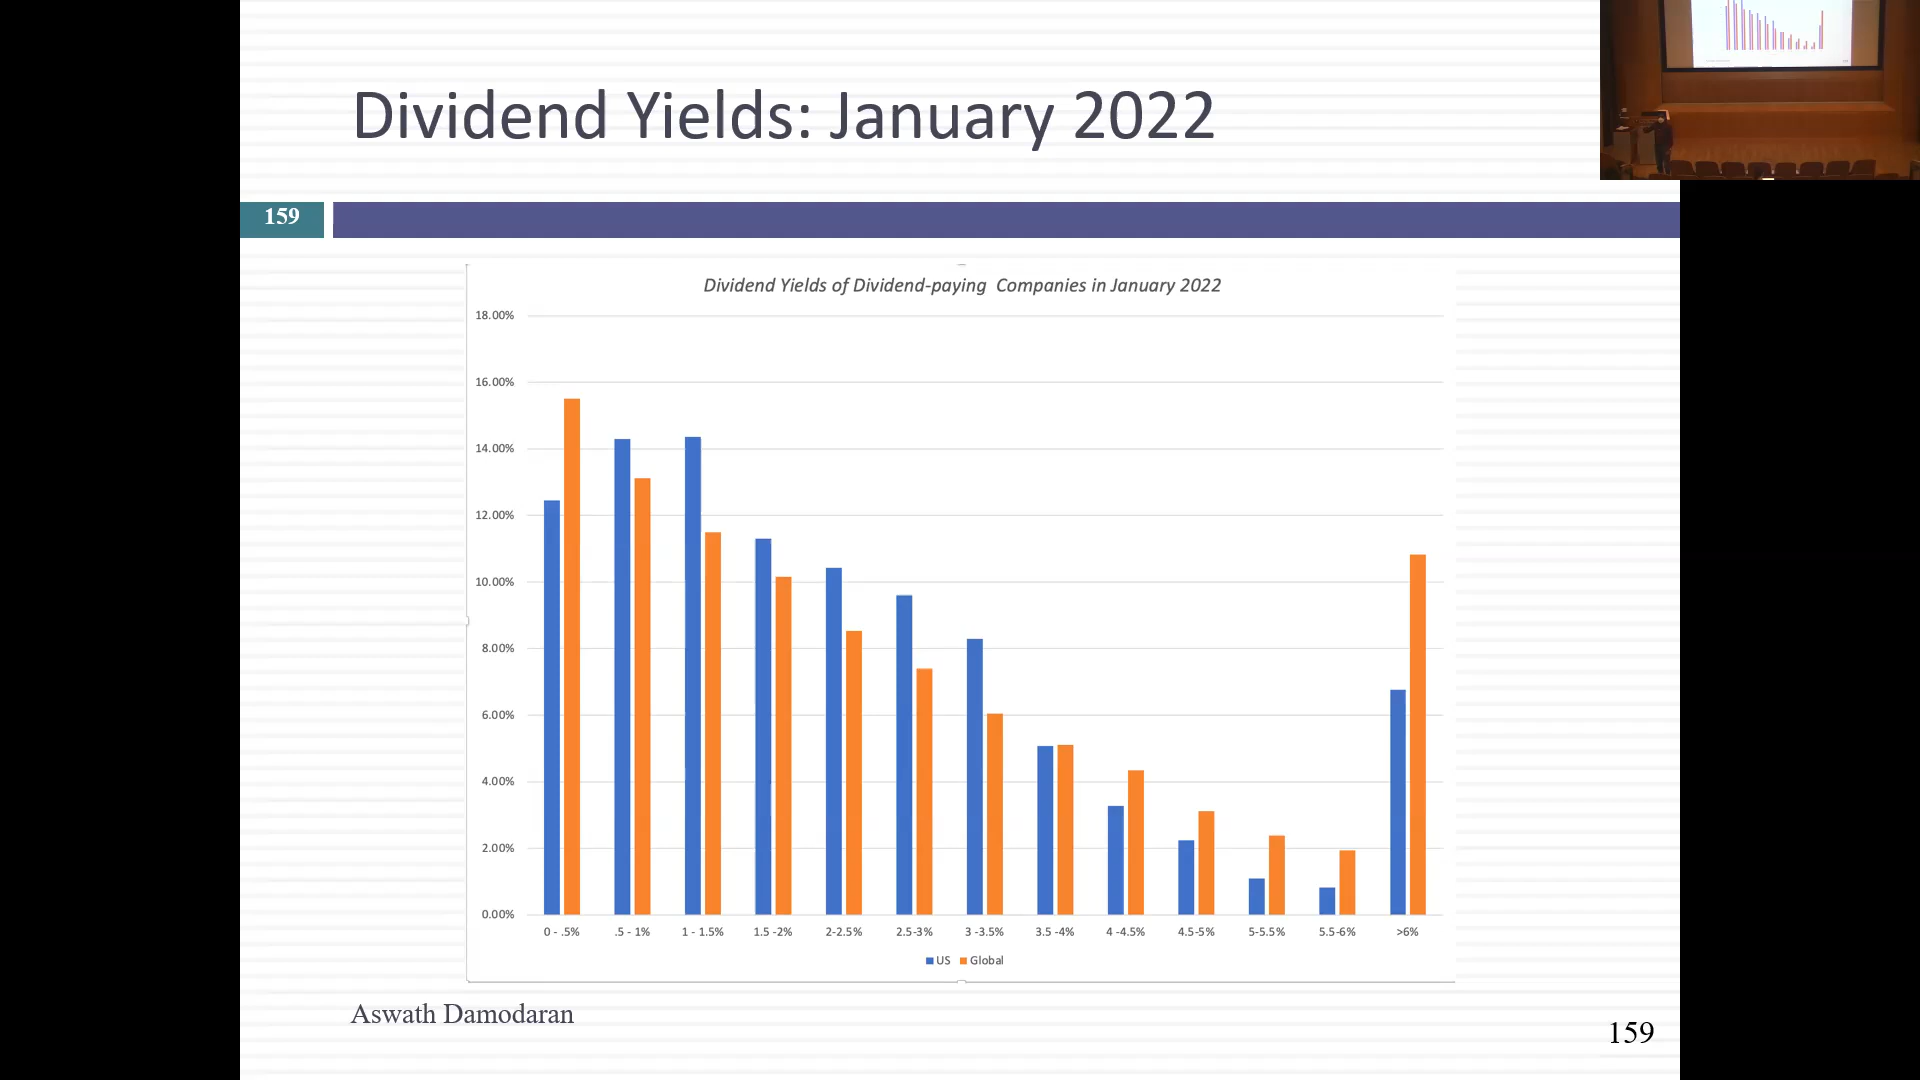 Dividend Yields: January 2022
159
Dividend Yields of Dividend-paying Companies in January 2022
18.00%
16.00%
14.00%
12.00%
10.00%
8.00%
6.00%
4.00%
2.00%
0.00%
0 - .5% .5 - 1% 1 - 1.5% 1.5 -2% 2-2.5% 2.5-3% 3 -3.5% 3.5 -4% 4 -4.5% 4.5-5% 5-5.5% 5.5-6% >6%
US Global
Aswath Damodaran
159